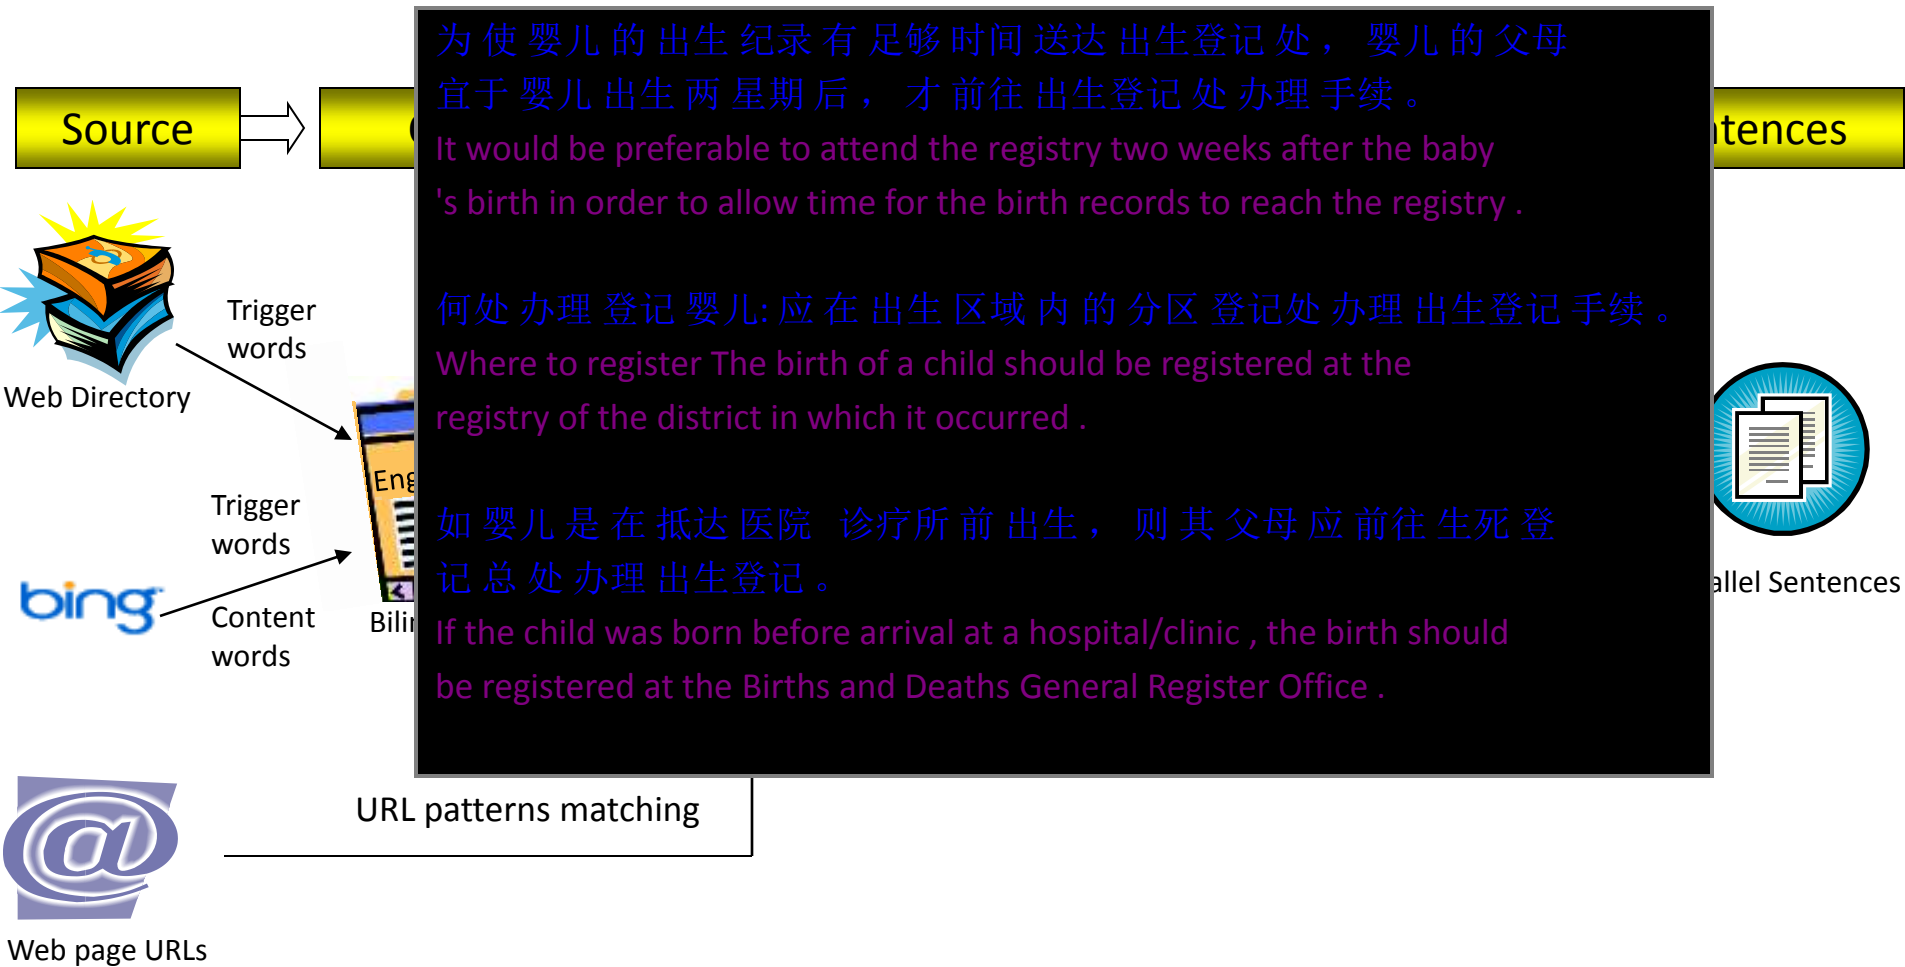 Source
tences
为 使 婴儿 的 出生 纪录 有 足够 时间 送达 出生登记 处 ， 婴儿 的 父母
宜于 婴儿 出生 两 星期 后 ， 才 前往 出生登记 处 办理 手续 。
It would be preferable to attend the registry two weeks after the baby
's birth in order to allow time for the birth records to reach the registry .
何处 办理 登记 婴儿: 应 在 出生 区域 内 的 分区 登记处 办理 出生登记 手续 。
Where to register The birth of a child should be registered at the
registry of the district in which it occurred .
如 婴儿 是 在 抵达 医院 诊疗所 前 出生 ， 则 其 父母 应 前往 生死 登
记 总 处 办理 出生登记 。
If the child was born before arrival at a hospital/clinic , the birth should
be registered at the Births and Deaths General Register Office .
Trigger
words
Web Directory
Eng
Trigger
words
bing
Content
words
Bilin
allel Sentences
URL patterns matching
Web page URLs